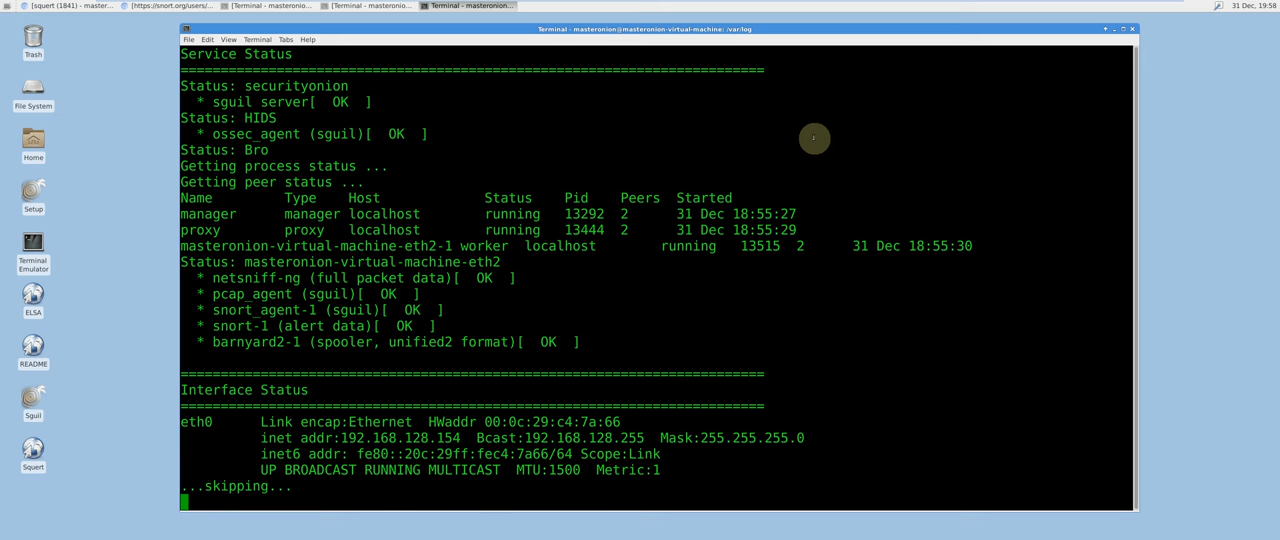 [squert (1841) - master...
[https://snort.org/users/...
[Terminal - masteronio...
[Terminal - masteronio...
Terminal - masteronion...
31 Dec, 19:58
Terminal - masteronion@masteronion-virtual-machine: /var/log
File Edit View Terminal Tabs Help
Trash
File System
Home
Setup
Terminal
Emulator
ELSA
README
Sguil
Squert
Service Status
=========================================================================
Status: securityonion
* sguil server[ OK ]
Status: HIDS
* ossec_agent (sguil)[ OK ]
Status: Bro
Getting process status ...
Getting peer status ...
Name Type Host Status Pid Peers Started
manager manager localhost running 13292 2 31 Dec 18:55:27
proxy proxy localhost running 13444 2 31 Dec 18:55:29
masteronion-virtual-machine-eth2-1 worker localhost running 13515 2 31 Dec 18:55:30
Status: masteronion-virtual-machine-eth2
* netsniff-ng (full packet data)[ OK ]
* pcap_agent (sguil)[ OK ]
* snort_agent-1 (sguil)[ OK ]
* snort-1 (alert data)[ OK ]
* barnyard2-1 (spooler, unified2 format)[ OK ]
=========================================================================
Interface Status
=========================================================================
eth0 Link encap:Ethernet HWaddr 00:0c:29:c4:7a:66
inet addr:192.168.128.154 Bcast:192.168.128.255 Mask:255.255.255.0
inet6 addr: fe80::20c:29ff:fec4:7a66/64 Scope:Link
UP BROADCAST RUNNING MULTICAST MTU:1500 Metric:1
...skipping...